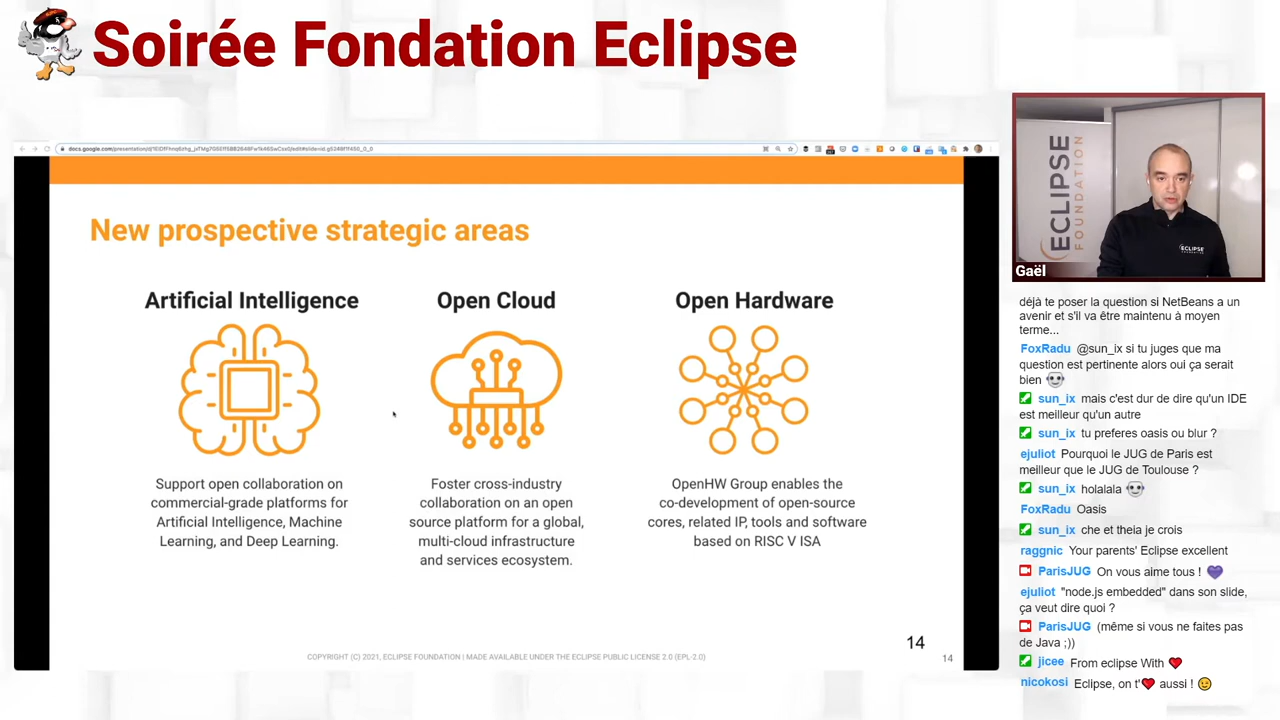 Soirée Fondation Eclipse
New prospective strategic areas
Artificial Intelligence
Support open collaboration on
commercial-grade platforms for
Artificial Intelligence, Machine
Learning, and Deep Learning.
Open Cloud
Foster cross-industry
collaboration on an open
source platform for a global,
multi-cloud infrastructure
and services ecosystem.
Open Hardware
OpenHW Group enables the
co-development of open-source
cores, related IP, tools and software
based on RISC V ISA
14
COPYRIGHT (C) 2021, ECLIPSE FOUNDATION | MADE AVAILABLE UNDER THE ECLIPSE PUBLIC LICENSE 2.0 (EPL-2.0)
14
ECLIPSE
FOUNDATION
ECLIPSE
Gaël
déjà te poser la question si NetBeans a un
avenir et s'il va être maintenu à moyen
terme...
FoxRadu @sun_ix si tu juges que ma
question est pertinente alors oui ça serait
bien
sun_ix mais c'est dur de dire qu'un IDE
est meilleur qu'un autre
sun_ix tu preferes oasis ou blur ?
ejuliot Pourquoi le JUG de Paris est
meilleur que le JUG de Toulouse ?
sun_ix holalala
FoxRadu Oasis
sun_ix che et theia je crois
raggnic Your parents' Eclipse excellent
ParisJUG On vous aime tous ! 💜
ejuliot "node.js embedded" dans son slide,
ça veut dire quoi ?
ParisJUG (même si vous ne faites pas
de Java ;))
jicee From eclipse With ❤
nicokosi Eclipse, on t'❤ aussi ! 😉